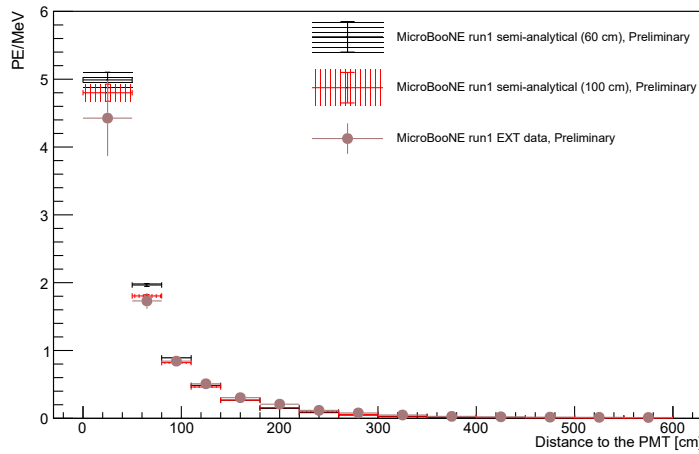 PE/MeV
6
5
4
3
2
1
0
MicroBooNE run1 semi-analytical (60 cm), Preliminary
MicroBooNE run1 semi-analytical (100 cm), Preliminary
MicroBooNE run1 EXT data, Preliminary
0 100 200 300 400 500 600
Distance to the PMT [cm]